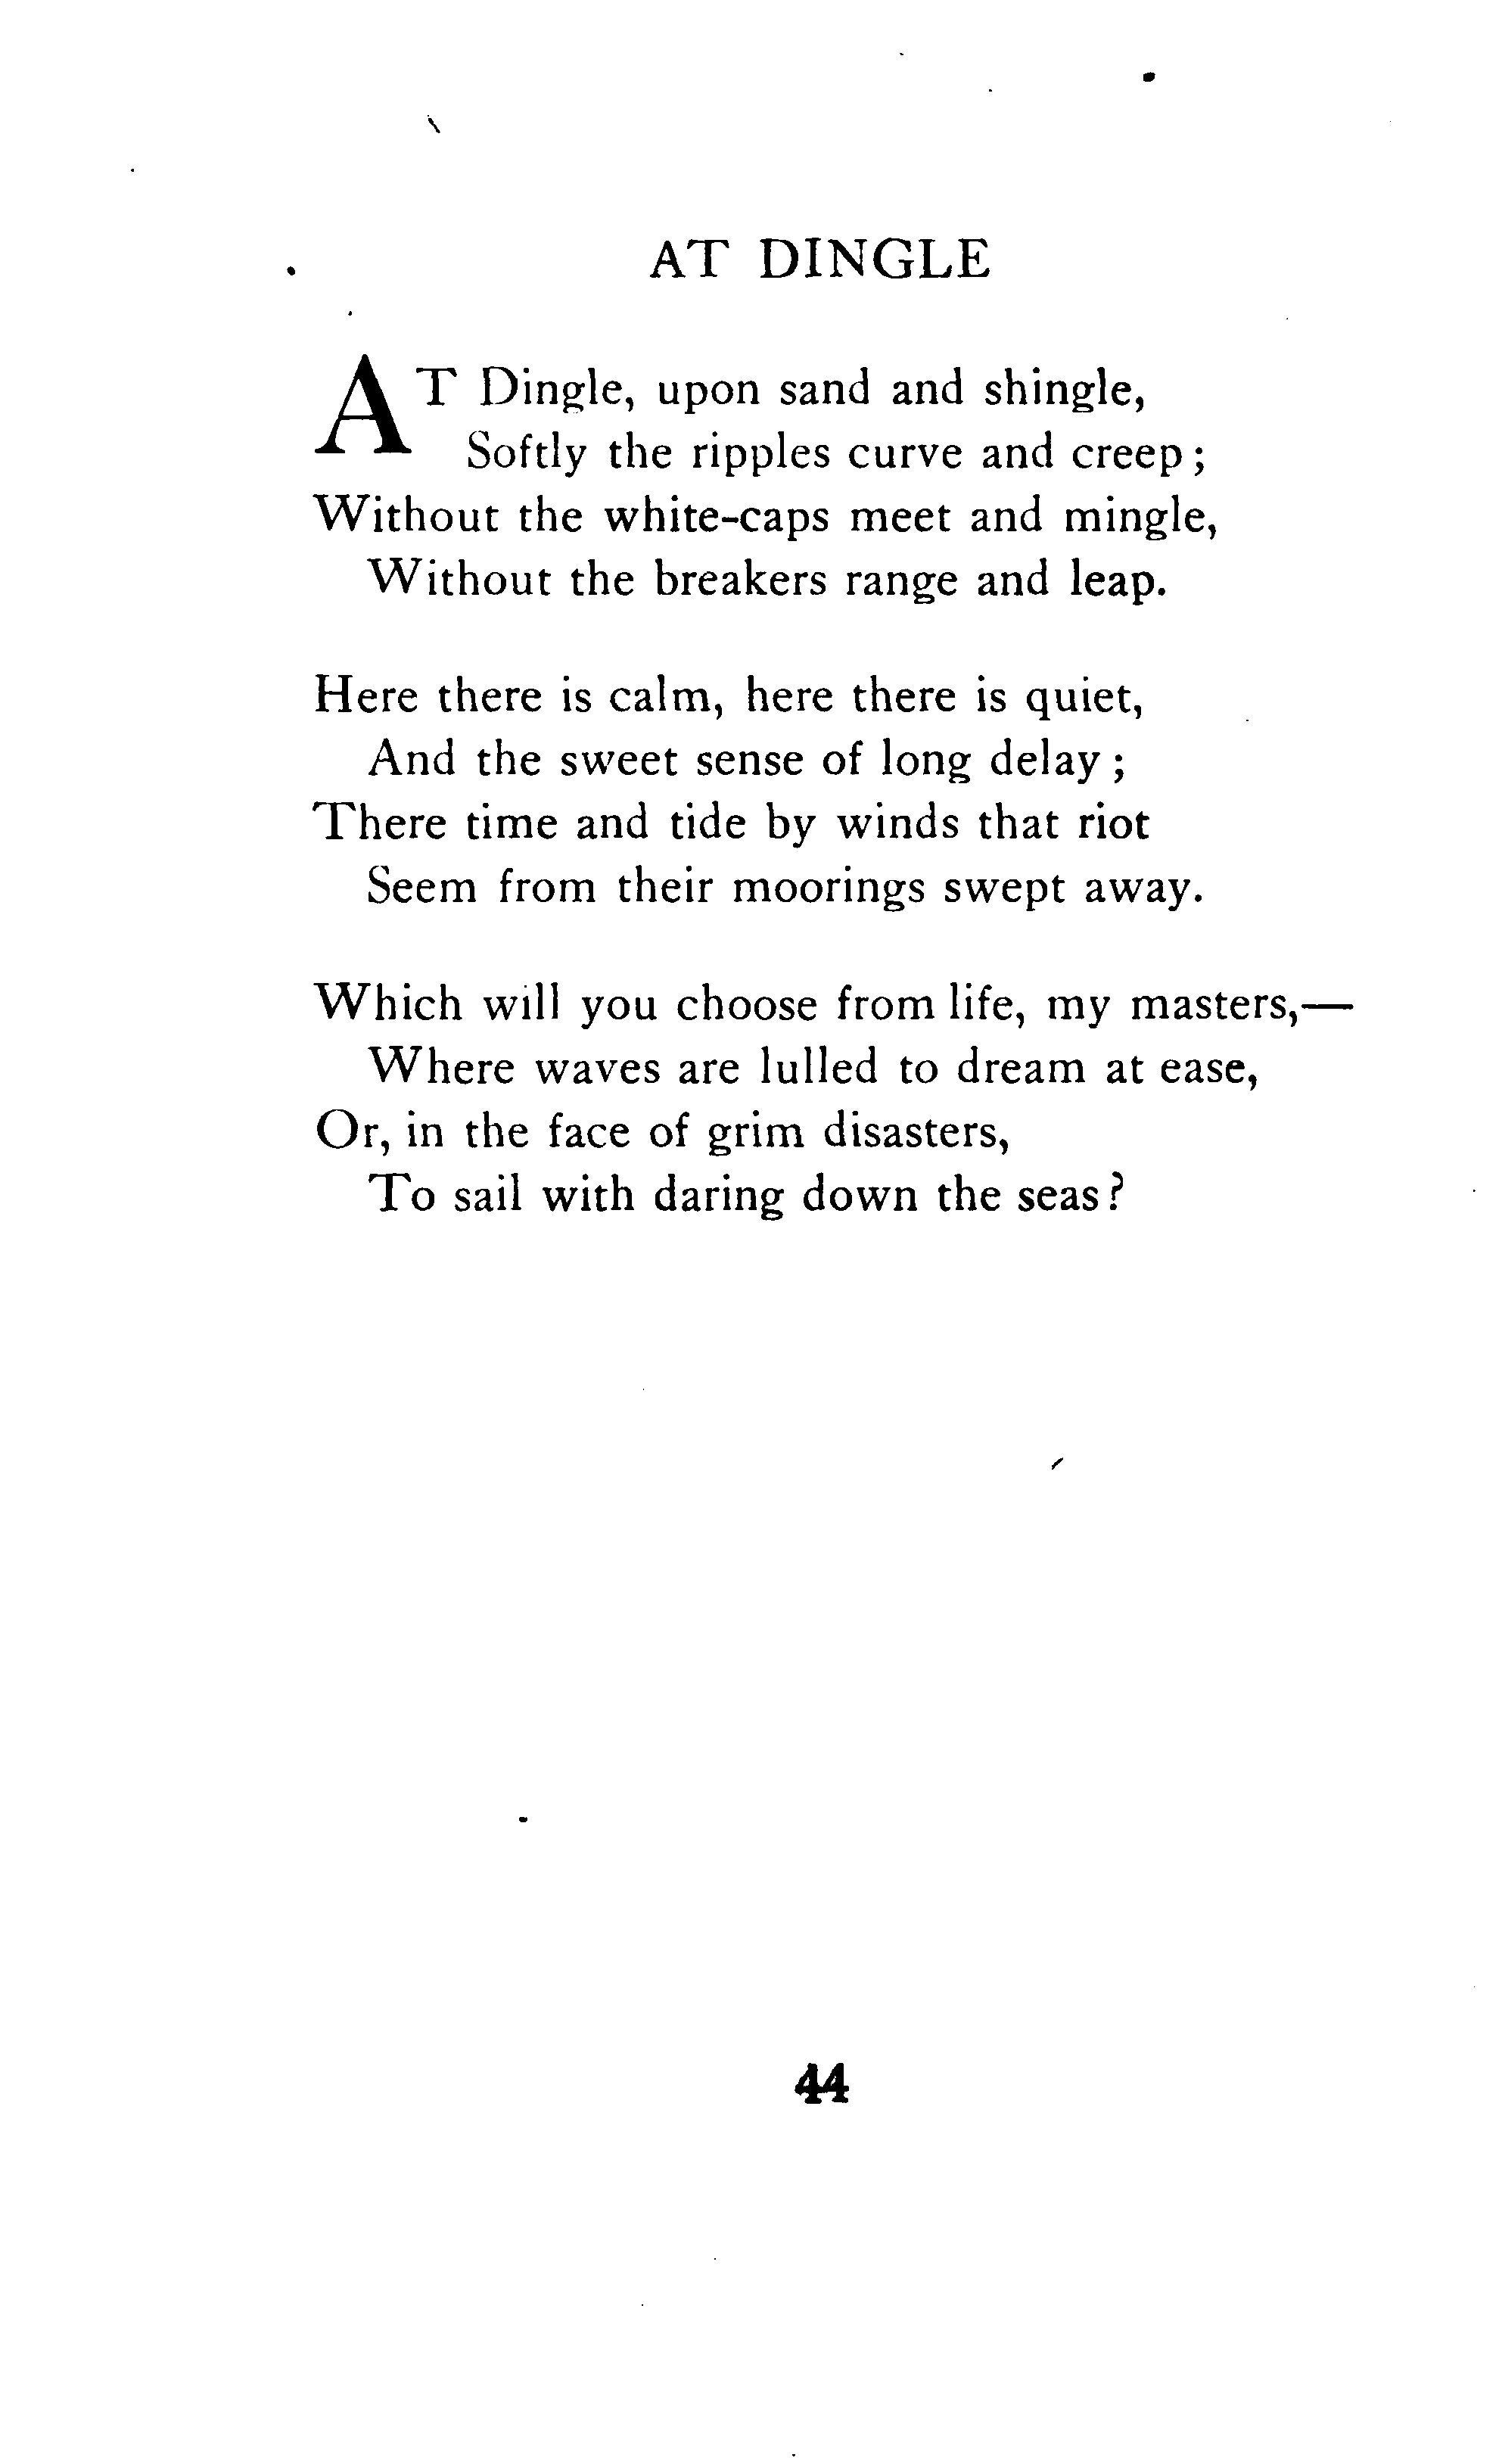 AT DINGLE
AT Dingle, upon sand and shingle,
Softly the ripples curve and creep;
Without the white-caps meet and mingle,
Without the breakers range and leap.
Here there is calm, here there is quiet,
And the sweet sense of long delay;
There time and tide by winds that riot
Seem from their moorings swept away.
Which will you choose from life, my masters,—
Where waves are lulled to dream at ease,
Or, in the face of grim disasters,
To sail with daring down the seas?
44